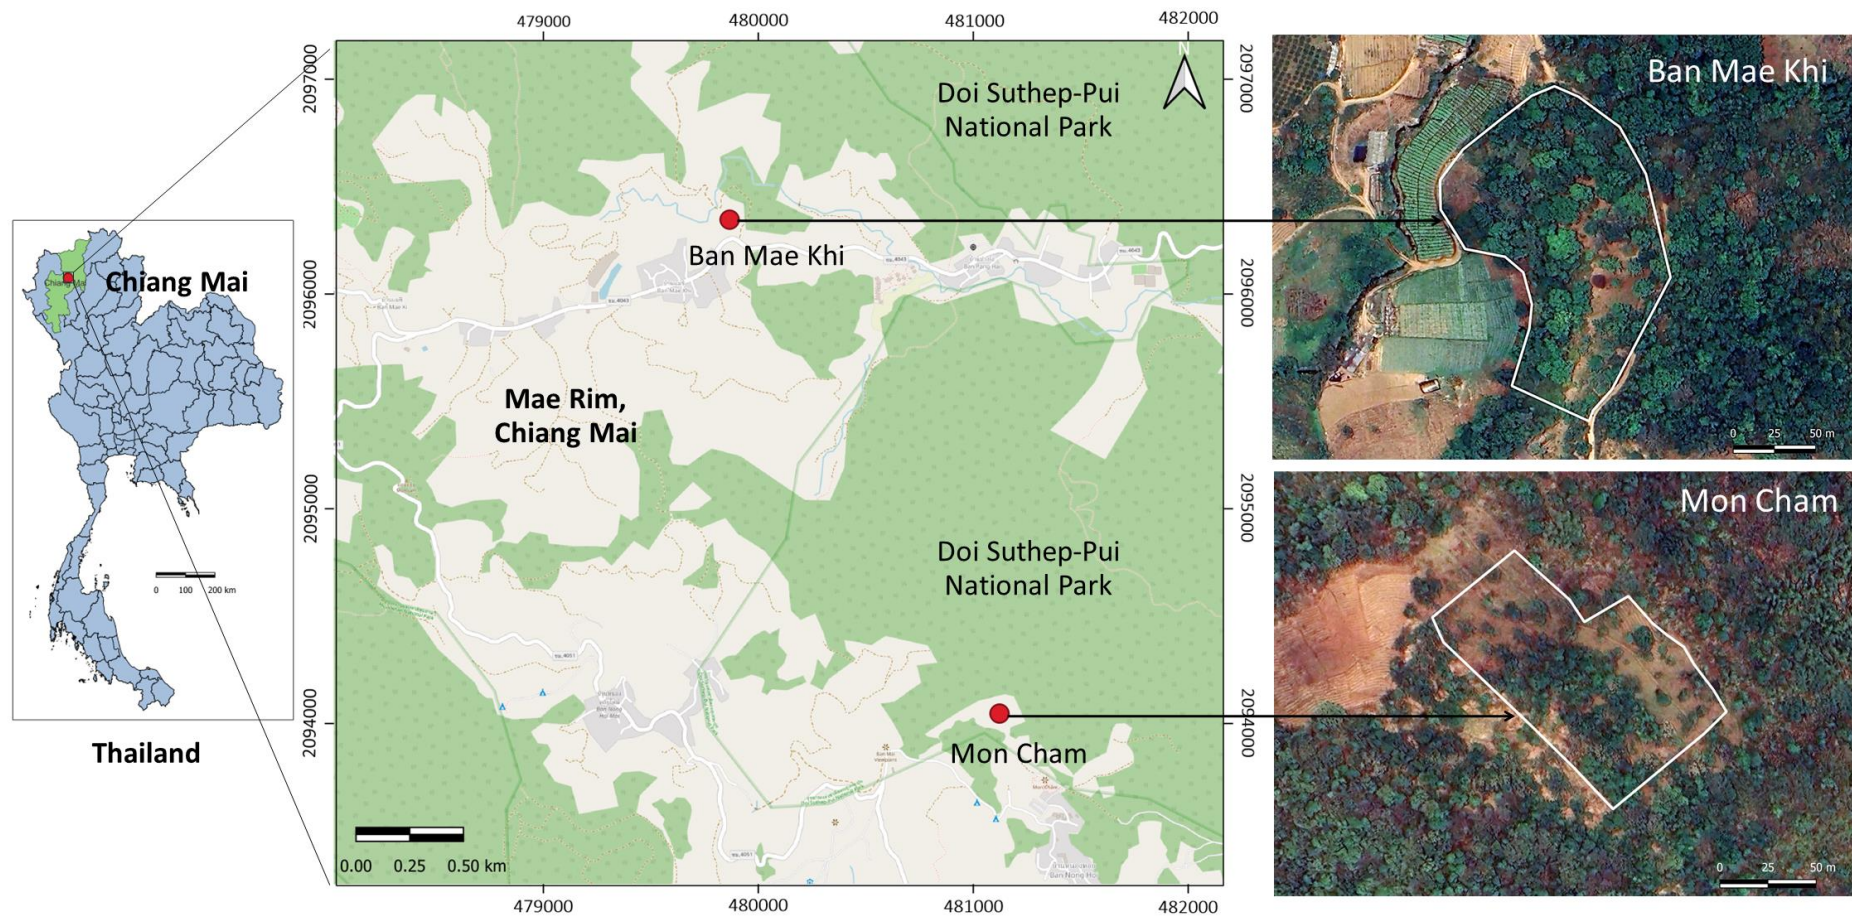 479000
480000
481000
482000
2097000
2096000
2095000
2094000
N
Doi Suthep-Pui
National Park
Ban Mae Khi
Mae Rim,
Chiang Mai
Doi Suthep-Pui
National Park
Mon Cham
0.00 0.25 0.50 km
2097000
2096000
2095000
2094000
479000
480000
481000
482000
Chiang Mai
Chiang Mai
0 100 200 km
Thailand
Ban Mae Khi
0 25 50 m
Mon Cham
0 25 50 m